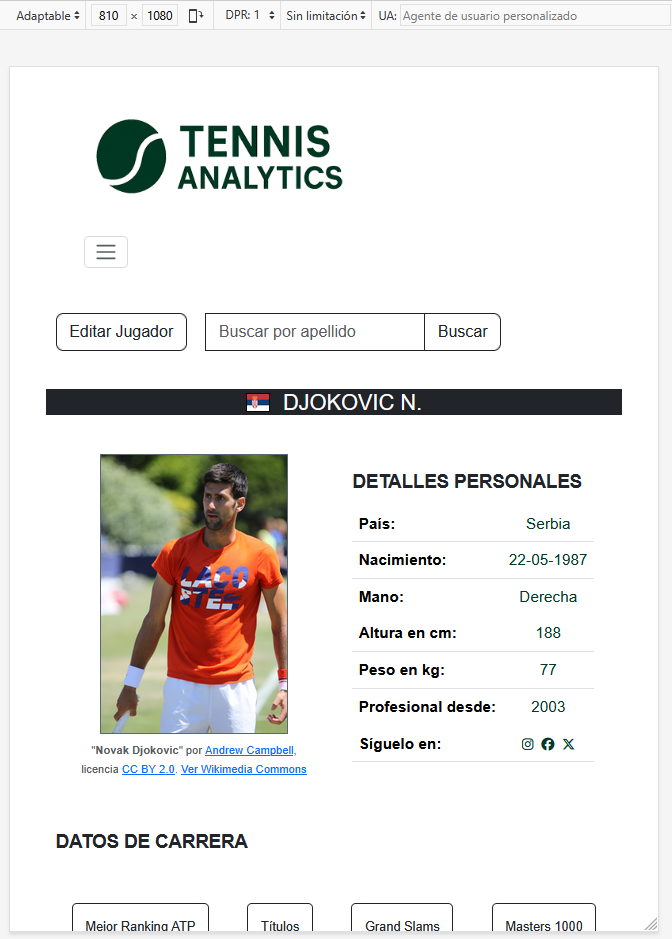 Adaptable 810 × 1080 DPR: 1 Sin limitación UA: Agente de usuario personalizado
TENNIS
ANALYTICS
Editar Jugador Buscar por apellido Buscar
DJOKOVIC N.
LACO
STE
DETALLES PERSONALES
País: Serbia
Nacimiento: 22-05-1987
Mano: Derecha
Altura en cm: 188
Peso en kg: 77
Profesional desde: 2003
Síguelo en:
"Novak Djokovic" por Andrew Campbell,
licencia CC BY 2.0. Ver Wikimedia Commons
DATOS DE CARRERA
Mejor Ranking ATP Títulos Grand Slams Masters 1000